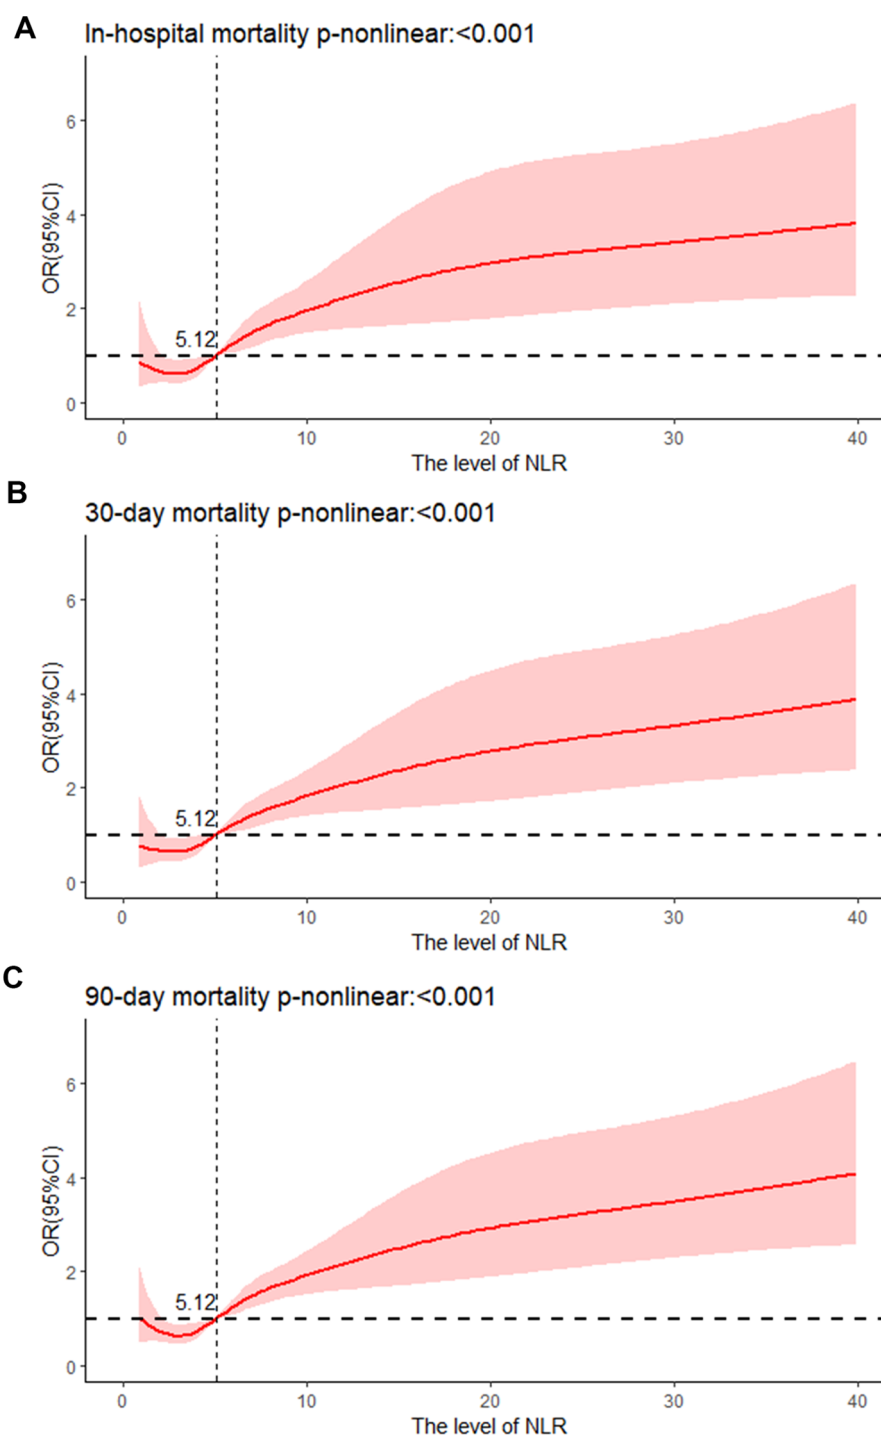 A
In-hospital mortality p-nonlinear:<0.001
OR(95%CI)
6
4
2
0
5.12
0 10 20 30 40
The level of NLR
B
30-day mortality p-nonlinear:<0.001
OR(95%CI)
6
4
2
0
5.12
0 10 20 30 40
The level of NLR
C
90-day mortality p-nonlinear:<0.001
OR(95%CI)
6
4
2
0
5.12
0 10 20 30 40
The level of NLR